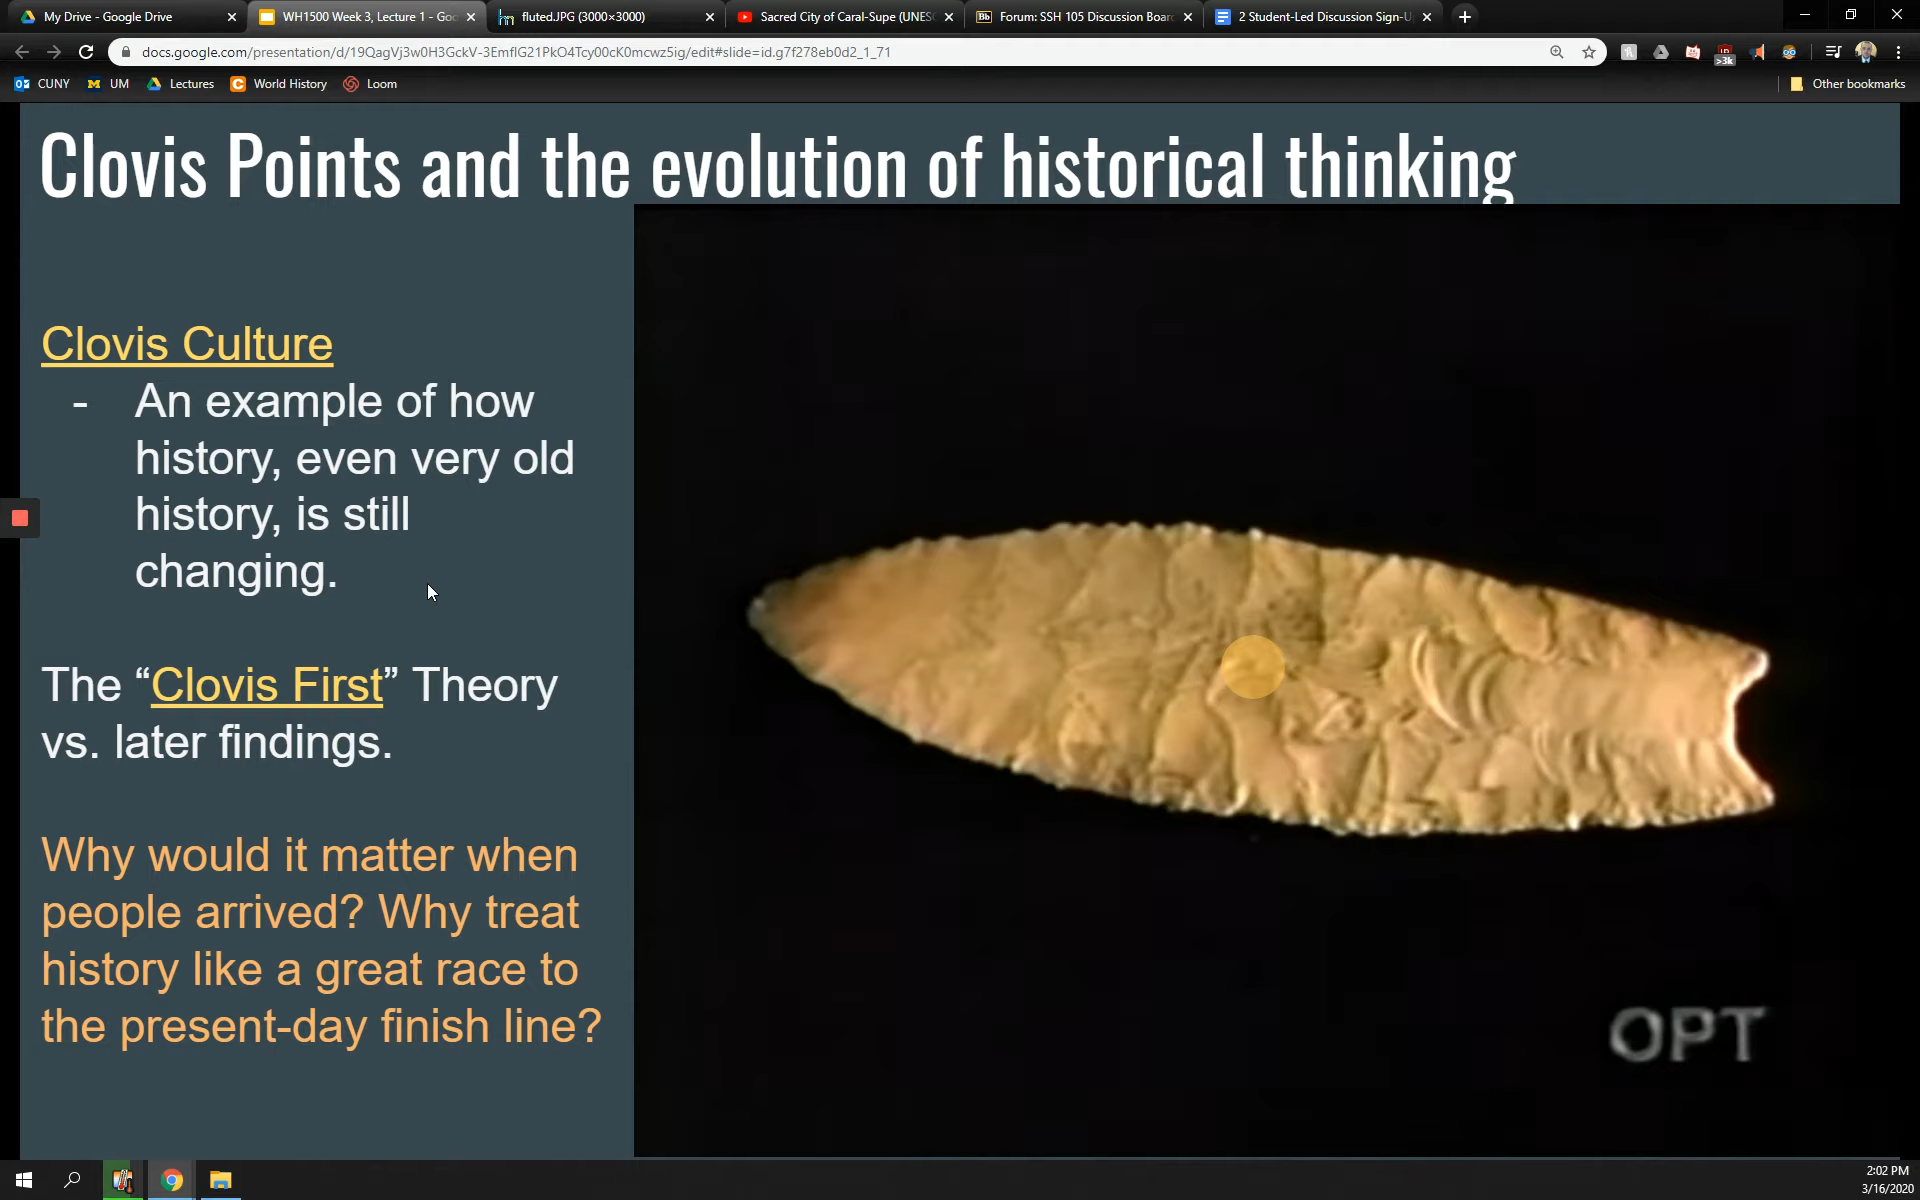 My Drive - Google Drive
WH1500 Week 3, Lecture 1 - Goo
fluted.JPG (3000×3000)
Sacred City of Caral-Supe (UNESC
Forum: SSH 105 Discussion Board
2 Student-Led Discussion Sign-U
docs.google.com/presentation/d/19QagVj3w0H3GckV-3EmflG21PkO4Tcy00cK0mcwz5ig/edit#slide=id.g7f278eb0d2_1_71
>3k
CUNY
UM
Lectures
World History
Loom
Other bookmarks
Clovis Points and the evolution of historical thinking
Clovis Culture
- An example of how
history, even very old
history, is still
changing.
The “Clovis First” Theory
vs. later findings.
Why would it matter when
people arrived? Why treat
history like a great race to
the present-day finish line?
OPT
2:02 PM
3/16/2020